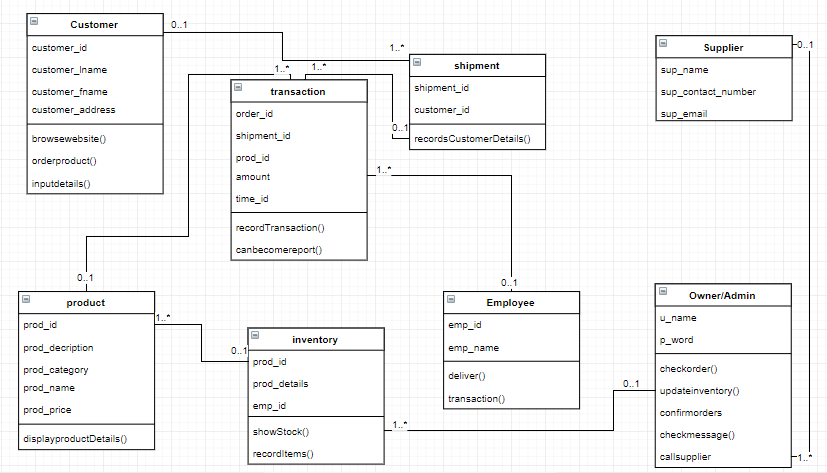 Customer
customer_id
customer_lname
customer_fname
customer_address
browsewebsite()
orderproduct()
inputdetails()
0..1
1..*
shipment
shipment_id
customer_id
recordsCustomerDetails()
1..*
1..*
0..1
transaction
order_id
shipment_id
prod_id
amount
time_id
recordTransaction()
canbecomereport()
1..*
0..1
Supplier
sup_name
sup_contact_number
sup_email
0..1
0..1
product
prod_id
prod_decription
prod_category
prod_name
prod_price
displayproductDetails()
1..*
0..1
inventory
prod_id
prod_details
emp_id
showStock()
recordItems()
1..*
0..1
Employee
emp_id
emp_name
deliver()
transaction()
Owner/Admin
u_name
p_word
checkorder()
updateinventory()
confirmorders
checkmessage()
callsupplier
1..*